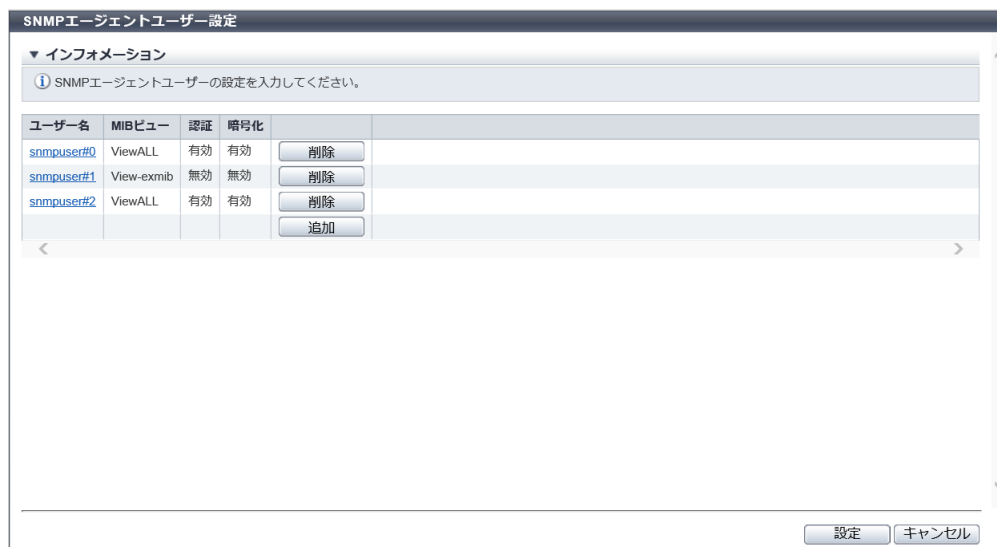 SNMPエージェントユーザー設定
▼ インフォメーション
SNMPエージェントユーザーの設定を入力してください。
ユーザー名 MIBビュー 認証 暗号化
snmpuser#0 ViewALL 有効 有効 削除
snmpuser#1 View-exmib 無効 無効 削除
snmpuser#2 ViewALL 有効 有効 削除
追加
設定 キャンセル